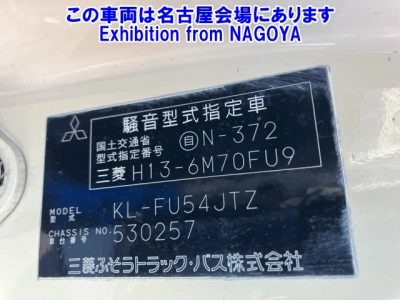 この車両は名古屋会場にあります
Exhibition from NAGOYA
騒音型式指定車
国土交通省
型式指定番号
自 N-372
三菱 H13-6M70FU9
MODEL
型式
KL-FU54JTZ
CHASSIS NO.
車台番号
530257
三菱ふそうトラック・バス株式会社